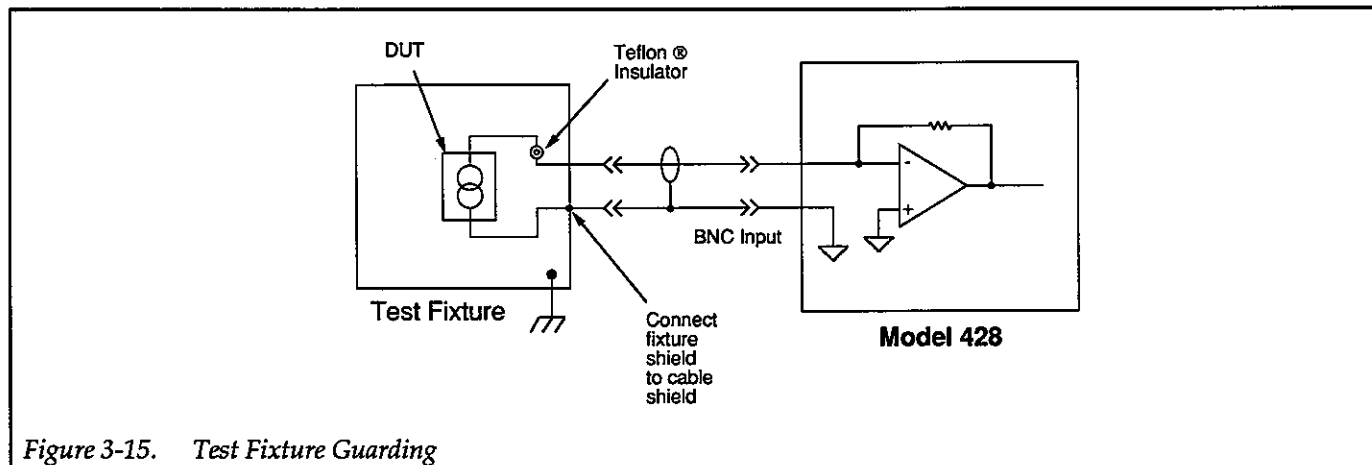 DUT
Teflon ®
Insulator
-
+
BNC Input
Test Fixture
Connect
fixture
shield
to cable
shield
Model 428
Figure 3-15. Test Fixture Guarding